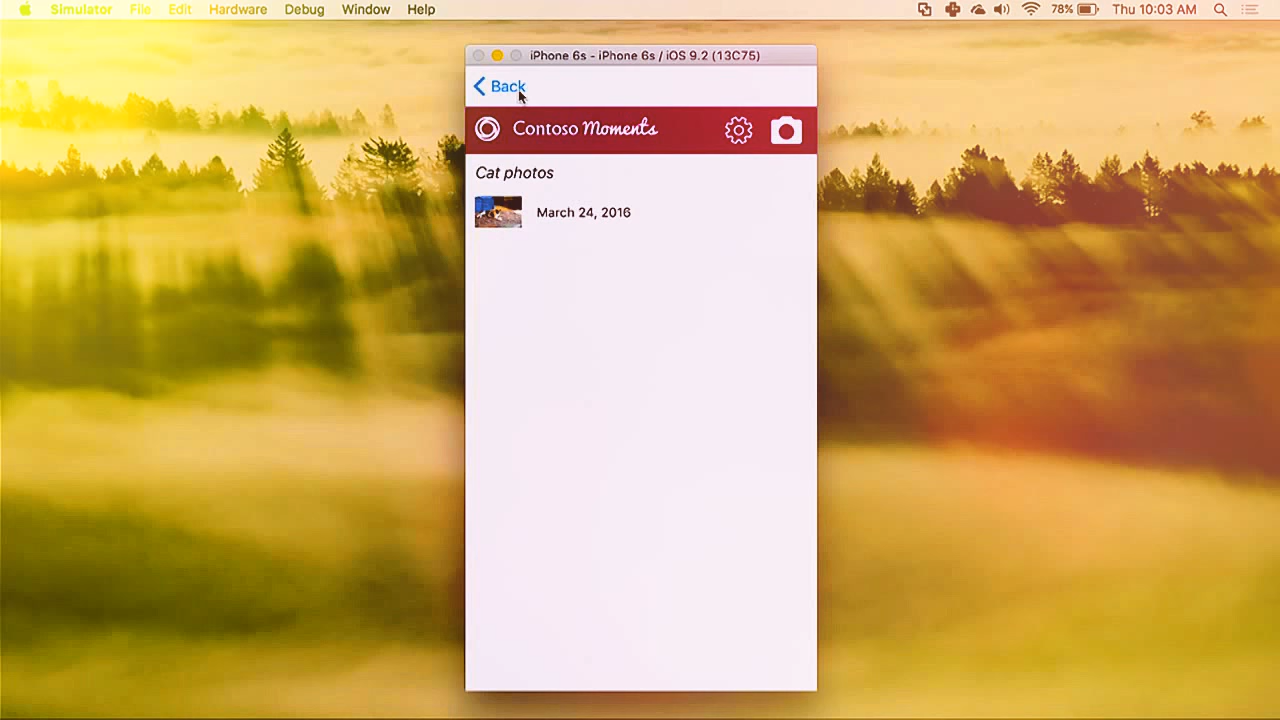 Simulator File Edit Hardware Debug Window Help 78% Thu 10:03 AM
iPhone 6s - iPhone 6s / iOS 9.2 (13C75)
Back
Contoso Moments
Cat photos
March 24, 2016